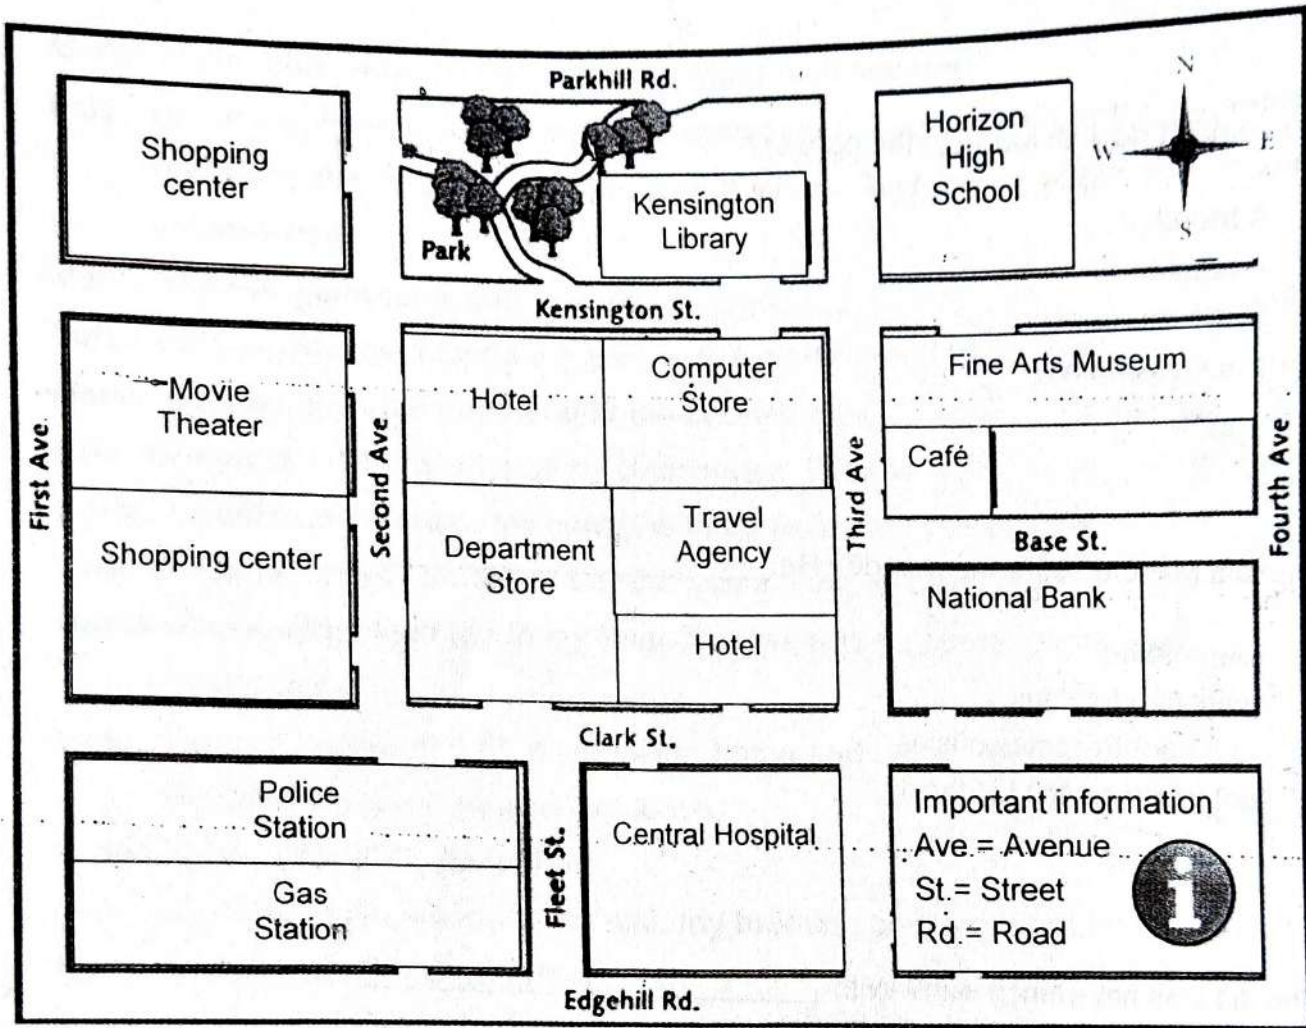 Parkhill Rd.
Shopping
center
Park
Kensington
Library
Horizon
High
School
N
W
E
S
Kensington St.
First Ave.
Movie
Theater
Shopping center
Second Ave
Hotel
Computer
Store
Department
Store
Travel
Agency
Hotel
Third Ave
Fine Arts Museum
Café
Base St.
National Bank
Fourth Ave
Clark St.
Police
Station
Gas
Station
Fleet St.
Central Hospital
Important information
Ave.= Avenue
St.= Street
Rd.= Road
i
Edgehill Rd.